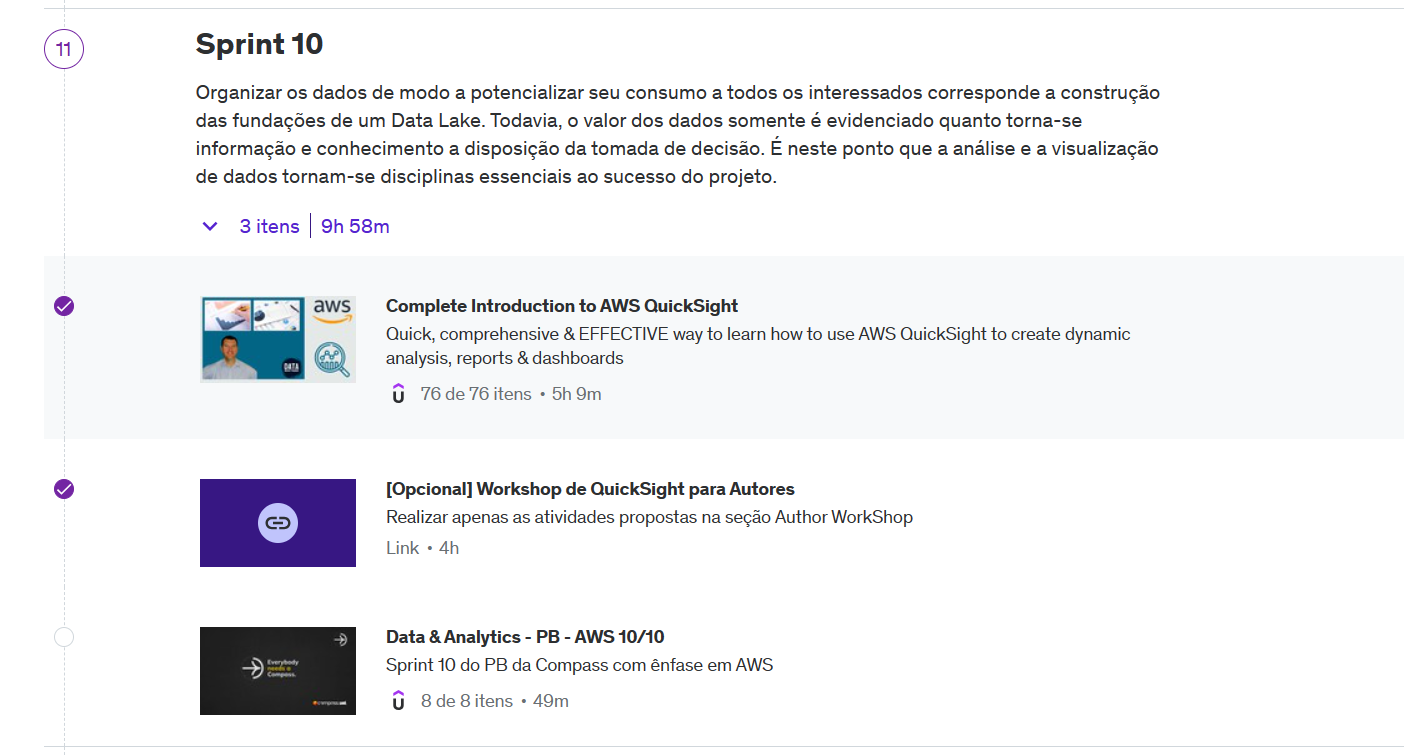 11
Sprint 10
Organizar os dados de modo a potencializar seu consumo a todos os interessados corresponde a construção
das fundações de um Data Lake. Todavia, o valor dos dados somente é evidenciado quanto torna-se
informação e conhecimento a disposição da tomada de decisão. É neste ponto que a análise e a visualização
de dados tornam-se disciplinas essenciais ao sucesso do projeto.
3 itens | 9h 58m
aws
DATA
Complete Introduction to AWS QuickSight
Quick, comprehensive & EFFECTIVE way to learn how to use AWS QuickSight to create dynamic
analysis, reports & dashboards
76 de 76 itens • 5h 9m
[Opcional] Workshop de QuickSight para Autores
Realizar apenas as atividades propostas na seção Author WorkShop
Link • 4h
Everybody
needs a
Compass.
Data & Analytics - PB - AWS 10/10
Sprint 10 do PB da Compass com ênfase em AWS
8 de 8 itens • 49m